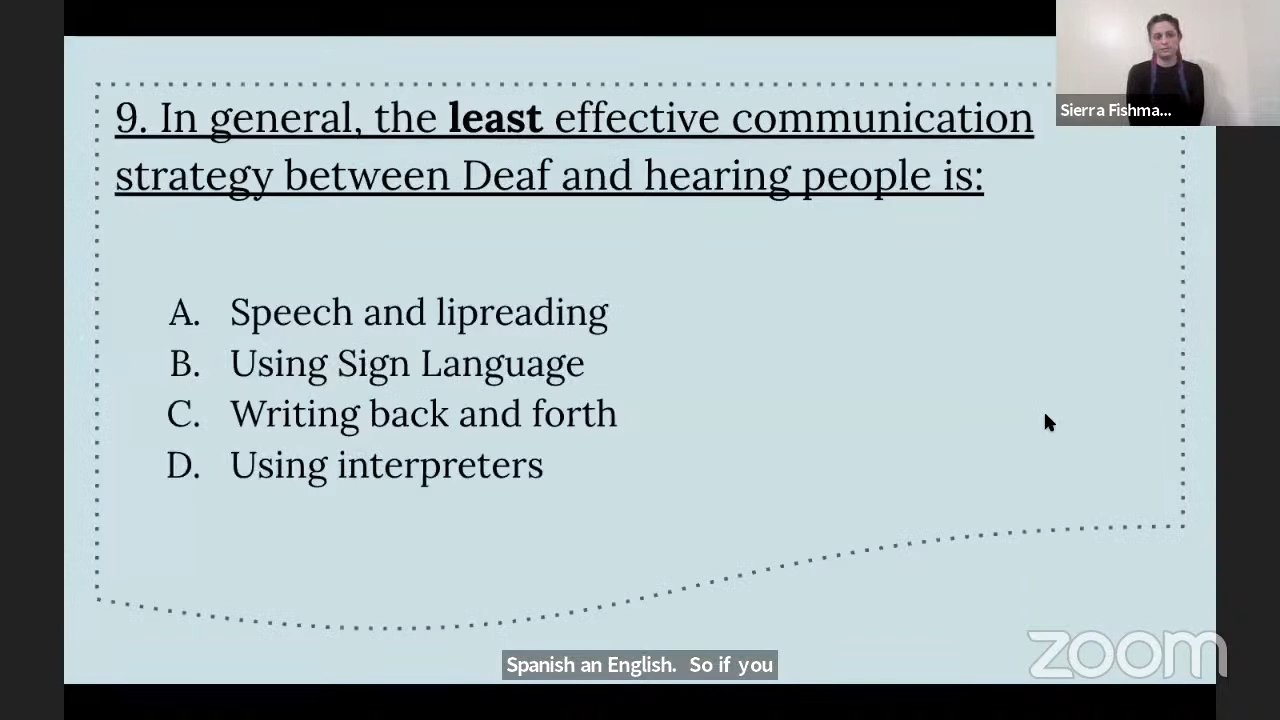 9. In general, the least effective communication
strategy between Deaf and hearing people is:
A. Speech and lipreading
B. Using Sign Language
C. Writing back and forth
D. Using interpreters
Sierra Fishma...
Spanish an English. So if you
zoom